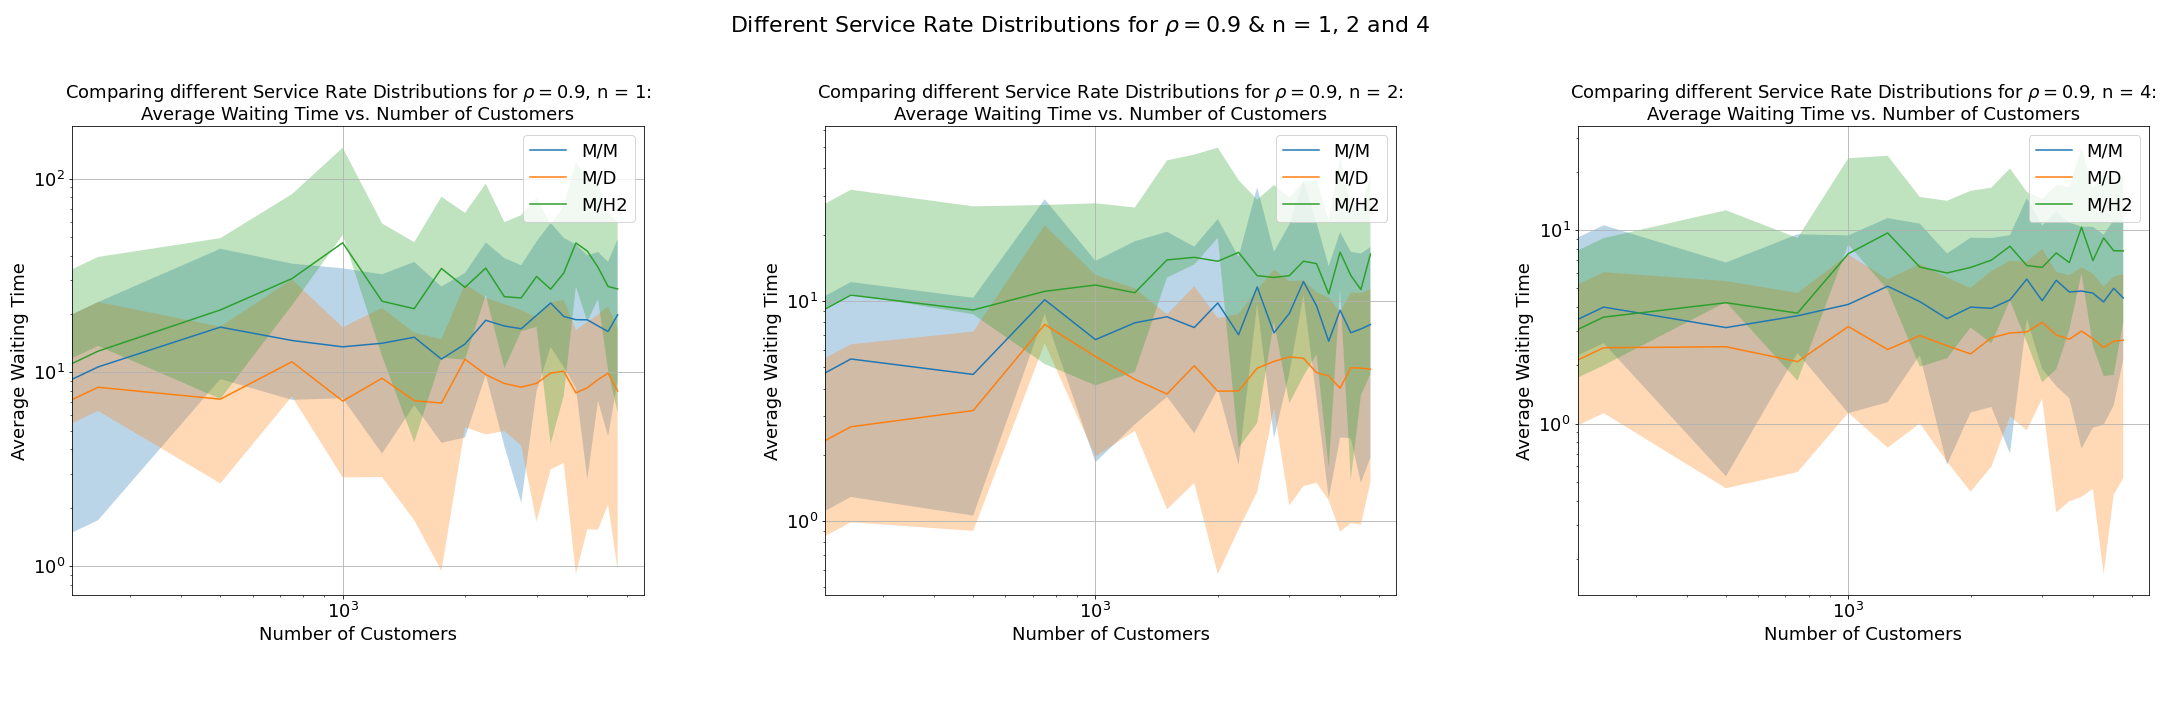 Different Service Rate Distributions for ρ = 0.9 & n = 1, 2 and 4
Comparing different Service Rate Distributions for ρ = 0.9, n = 1:
Average Waiting Time vs. Number of Customers
M/M
M/D
M/H2
10²
10¹
10⁰
Average Waiting Time
10³
Number of Customers
Comparing different Service Rate Distributions for ρ = 0.9, n = 2:
Average Waiting Time vs. Number of Customers
M/M
M/D
M/H2
10¹
10⁰
Average Waiting Time
10³
Number of Customers
Comparing different Service Rate Distributions for ρ = 0.9, n = 4:
Average Waiting Time vs. Number of Customers
M/M
M/D
M/H2
10¹
10⁰
Average Waiting Time
10³
Number of Customers